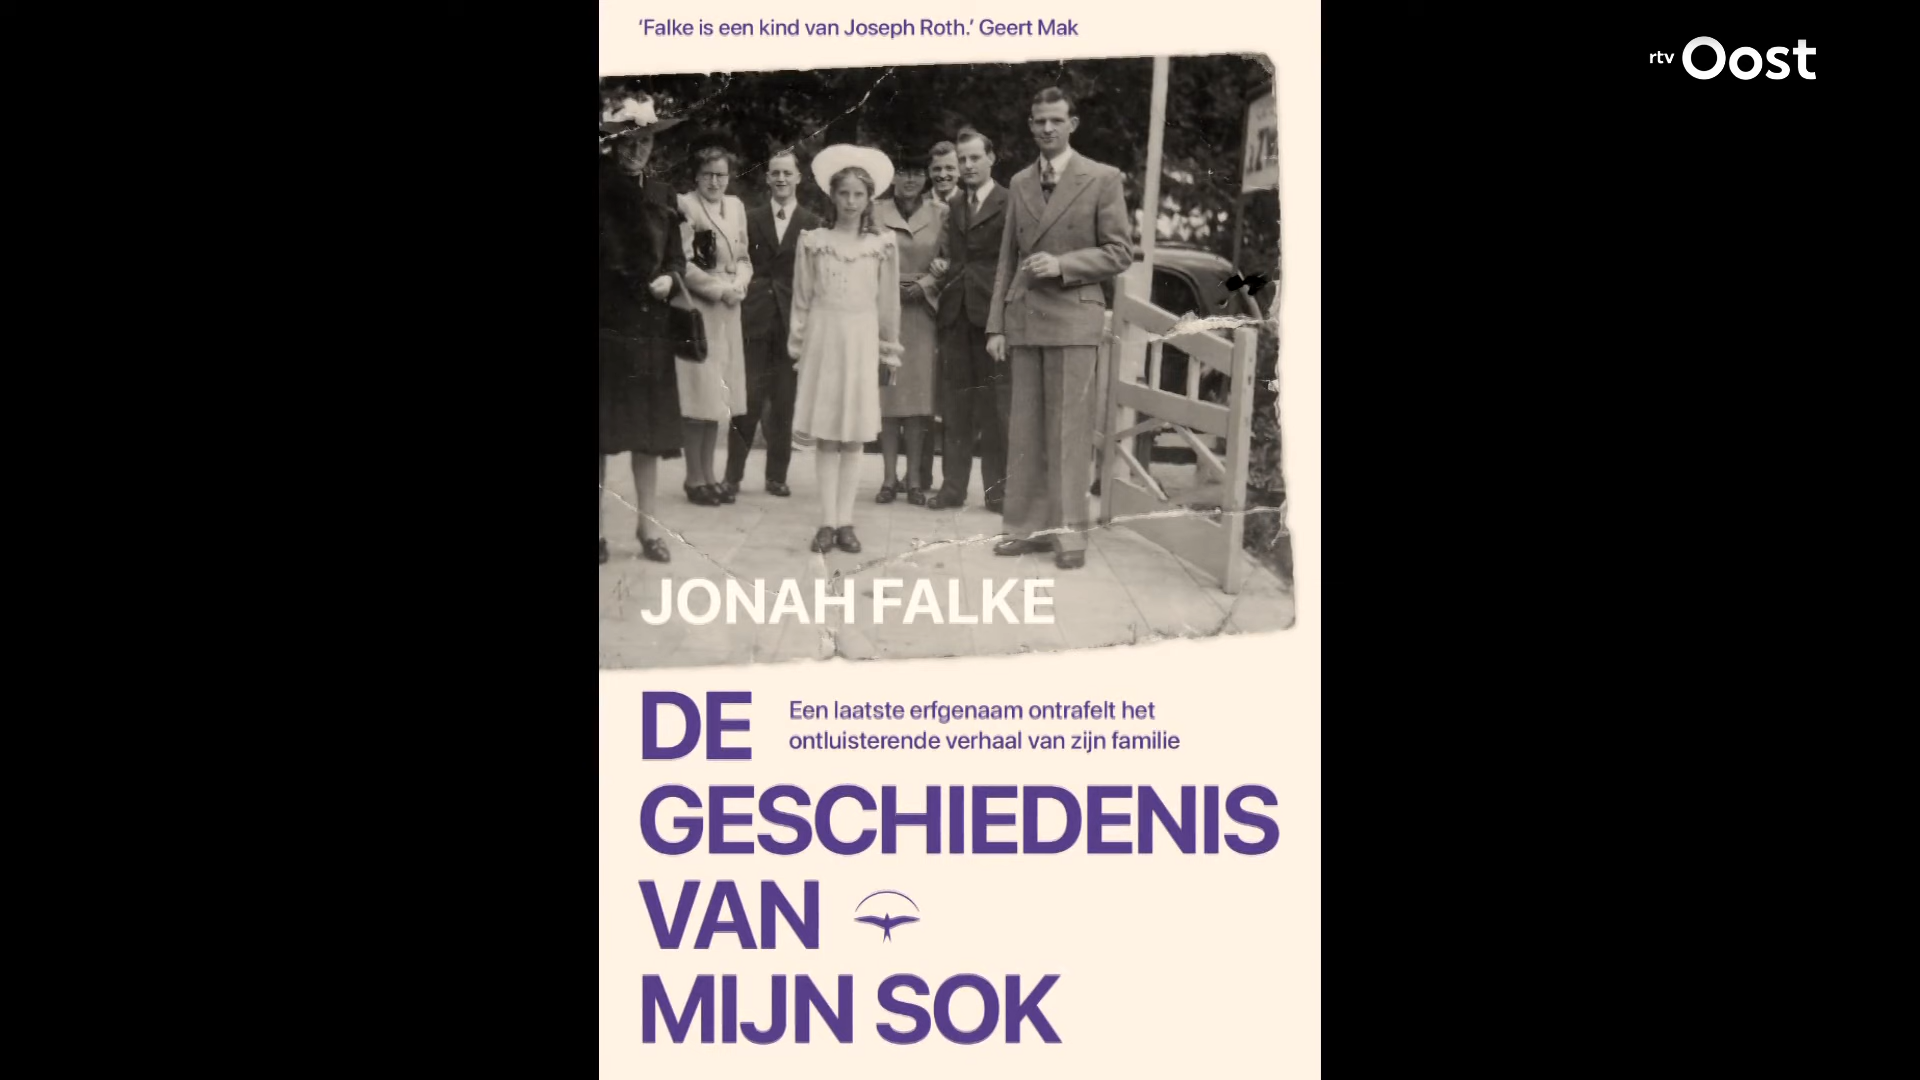 'Falke is een kind van Joseph Roth.' Geert Mak
rtv Oost
JONAH FALKE
DE
Een laatste erfgenaam ontrafelt het
ontluisterende verhaal van zijn familie
GESCHIEDENIS
VAN
MIJN SOK